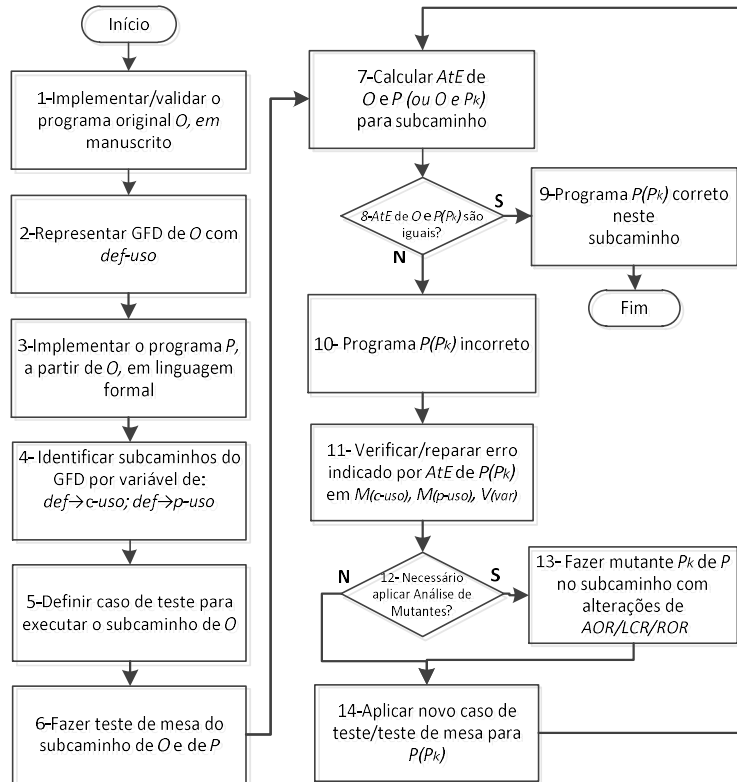 Início
1-Implementar/validar o
programa original O, em
manuscrito
2-Representar GFD de O com
def-uso
3-Implementar o programa P,
a partir de O, em linguagem
formal
4- Identificar subcaminhos do
GFD por variável de:
def→c-uso; def→p-uso
5-Definir caso de teste para
executar o subcaminho de O
6-Fazer teste de mesa do
subcaminho de O e de P
7-Calcular AtE de
O e P (ou O e Pk)
para subcaminho
8-AtE de O e P(Pk) são
iguais?
S
N
9-Programa P(Pk) correto
neste
subcaminho
Fim
10- Programa P(Pk) incorreto
11- Verificar/reparar erro
indicado por AtE de P(Pk)
em M(c-uso), M(p-uso), V(var)
12- Necessário
aplicar Análise de
Mutantes?
N
S
13- Fazer mutante Pk de P
no subcaminho com
alterações de
AOR/LCR/ROR
14-Aplicar novo caso de
teste/teste de mesa para
P(Pk)